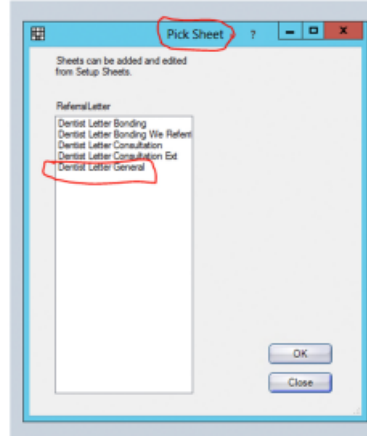 Pick Sheet
?
Sheets can be added and edited
from Setup Sheets.
ReferralLetter
Dentist Letter Bonding
Dentist Letter Bonding We Referr
Dentist Letter Consultation
Dentist Letter Consultation Ext
Dentist Letter General
OK
Close